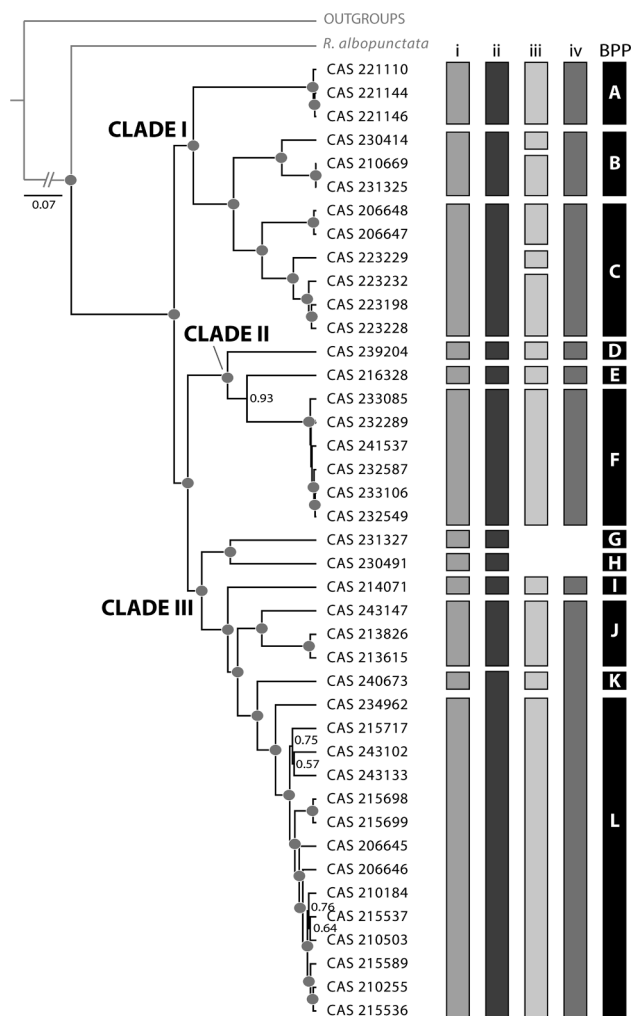 OUTGROUPS
R. albopunctata
i ii iii iv BPP
CAS 221110
CAS 221144
A
CAS 221146
CLADE I
CAS 230414
CAS 210669
B
CAS 231325
0.07
CAS 206648
CAS 206647
CAS 223229
C
CAS 223232
CAS 223198
CAS 223228
CLADE II
CAS 239204
D
CAS 216328
E
0.93
CAS 233085
CAS 232289
CAS 241537
F
CAS 232587
CAS 233106
CAS 232549
CAS 231327
G
CAS 230491
H
CAS 214071
I
CLADE III
CAS 243147
CAS 213826
J
CAS 213615
CAS 240673
K
CAS 234962
CAS 215717
0.75
CAS 243102
0.57
CAS 243133
CAS 215698
CAS 215699
L
CAS 206645
CAS 206646
CAS 210184
0.76
CAS 215537
0.64
CAS 210503
CAS 215589
CAS 210255
CAS 215536